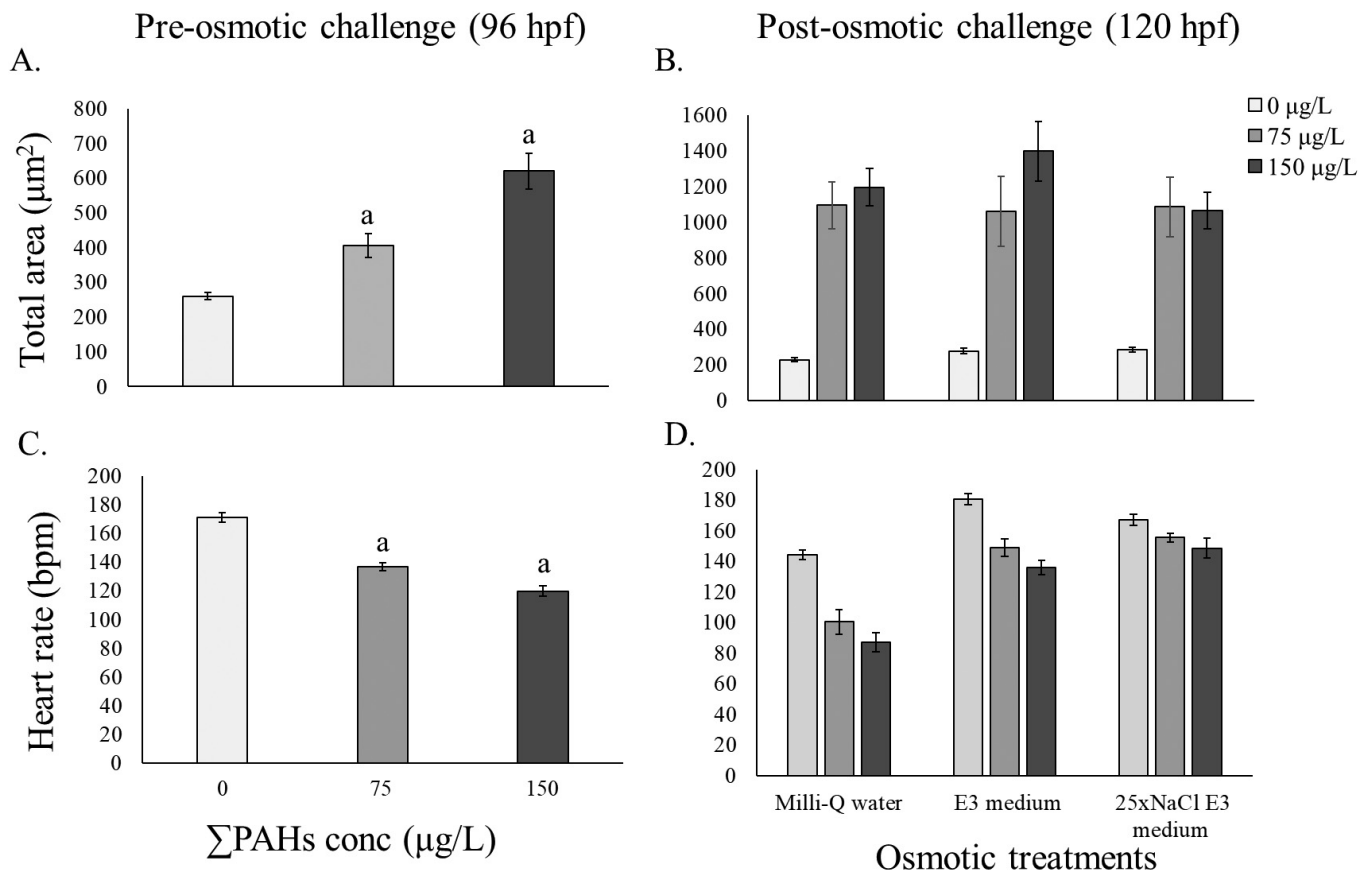 Pre-osmotic challenge (96 hpf)
Post-osmotic challenge (120 hpf)
A.
Total area (μm²)
800
700
600
500
400
300
200
100
0
a
a
B.
1600
1400
1200
1000
800
600
400
200
0
0 μg/L
75 μg/L
150 μg/L
C.
Heart rate (bpm)
200
180
160
140
120
100
80
60
40
20
0
a
a
0
75
150
∑PAHs conc (μg/L)
D.
200
180
160
140
120
100
80
60
40
20
0
Milli-Q water
E3 medium
25xNaCl E3
medium
Osmotic treatments